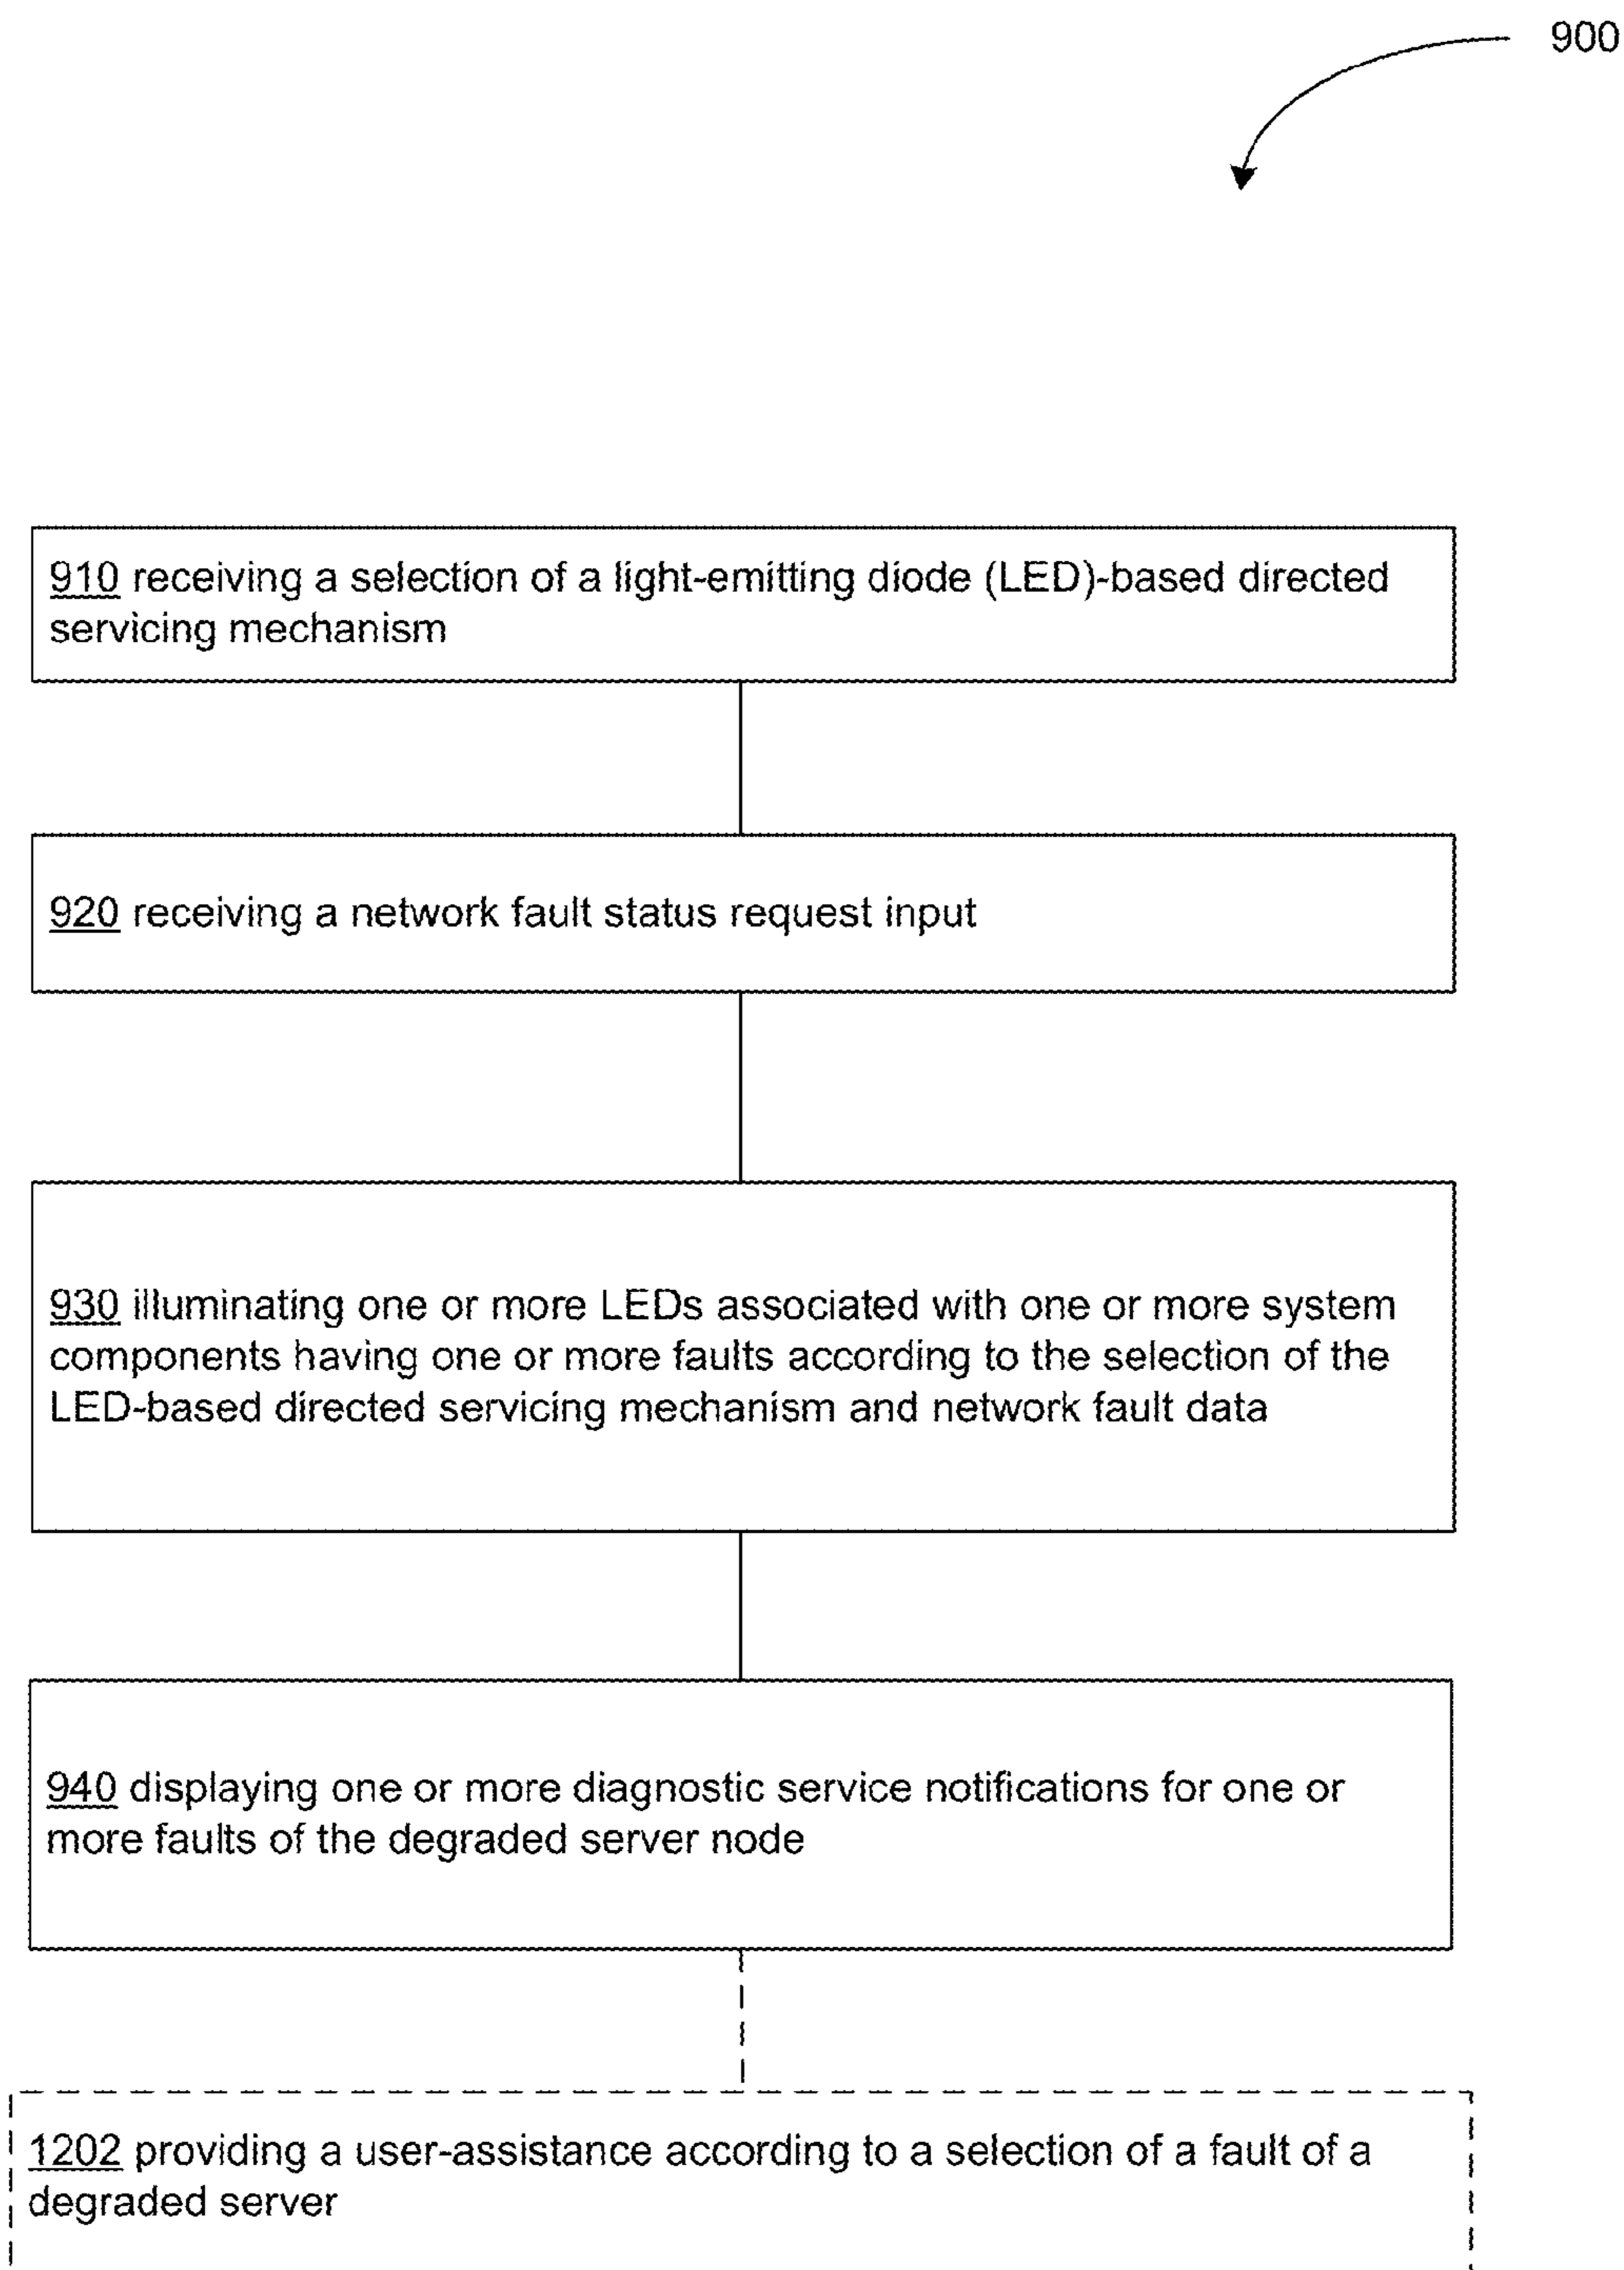 900
910 receiving a selection of a light-emitting diode (LED)-based directed
servicing mechanism
920 receiving a network fault status request input
930 illuminating one or more LEDs associated with one or more system
components having one or more faults according to the selection of the
LED-based directed servicing mechanism and network fault data
940 displaying one or more diagnostic service notifications for one or
more faults of the degraded server node
1202 providing a user-assistance according to a selection of a fault of a
degraded server